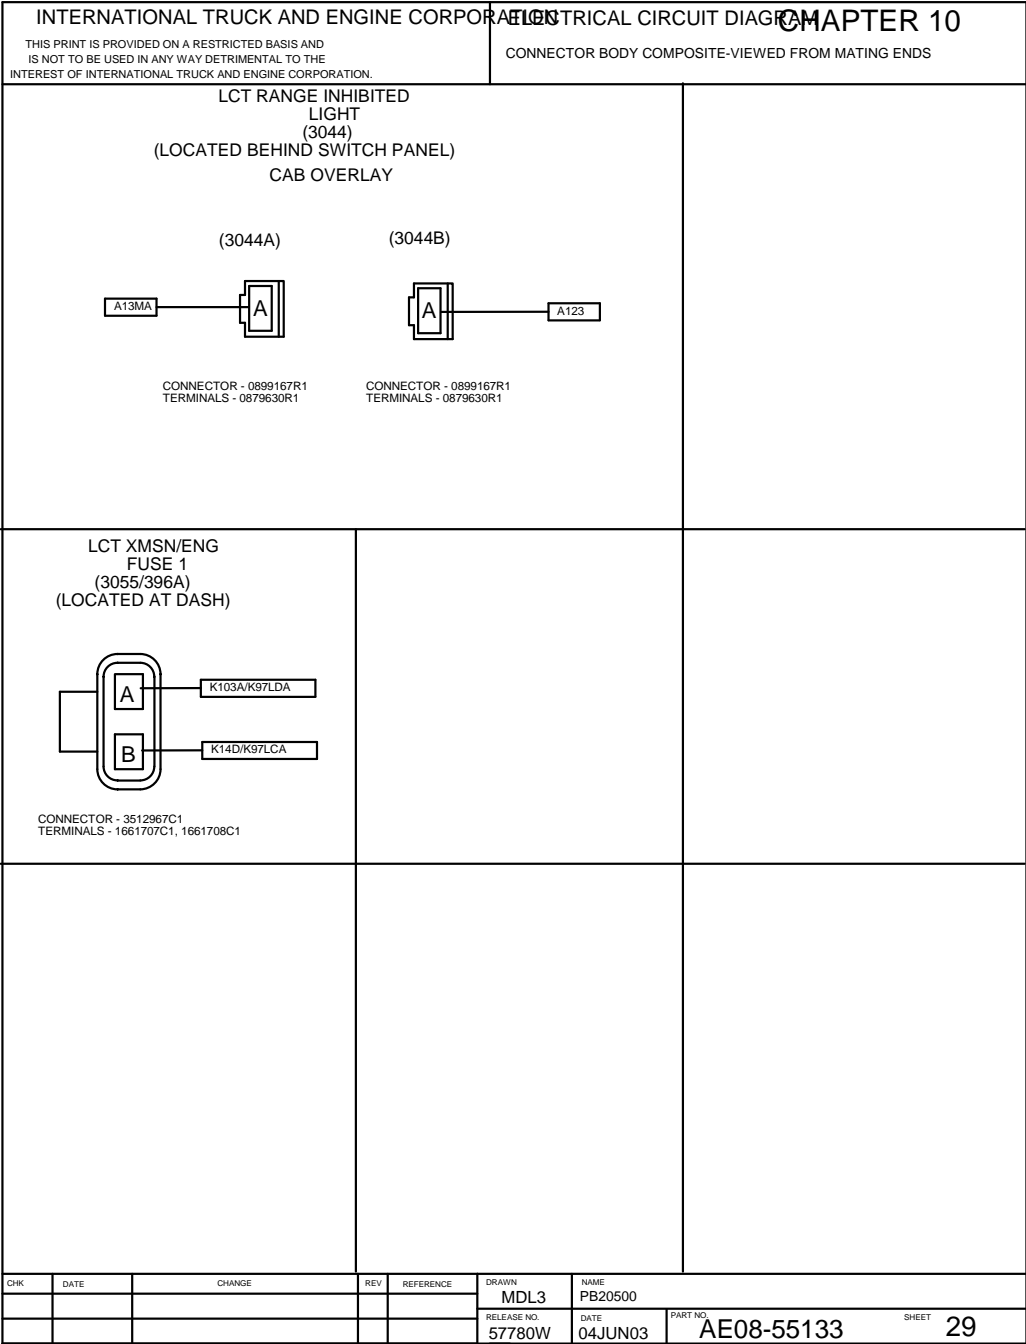 INTERNATIONAL TRUCK AND ENGINE CORPORATION
ELECTRICAL CIRCUIT DIAGRAM
CHAPTER 10
THIS PRINT IS PROVIDED ON A RESTRICTED BASIS AND
IS NOT TO BE USED IN ANY WAY DETRIMENTAL TO THE
INTEREST OF INTERNATIONAL TRUCK AND ENGINE CORPORATION.
CONNECTOR BODY COMPOSITE-VIEWED FROM MATING ENDS
LCT RANGE INHIBITED
LIGHT
(3044)
(LOCATED BEHIND SWITCH PANEL)
CAB OVERLAY
(3044A)
(3044B)
A13MA
A
A
A123
CONNECTOR - 0899167R1
TERMINALS - 0879630R1
CONNECTOR - 0899167R1
TERMINALS - 0879630R1
LCT XMSN/ENG
FUSE 1
(3055/396A)
(LOCATED AT DASH)
A
K103A/K97LDA
B
K14D/K97LCA
CONNECTOR - 3512967C1
TERMINALS - 1661707C1, 1661708C1
CHK
DATE
CHANGE
REV
REFERENCE
DRAWN
MDL3
NAME
PB20500
RELEASE NO.
57780W
DATE
04JUN03
PART NO.
AE08-55133
SHEET
29